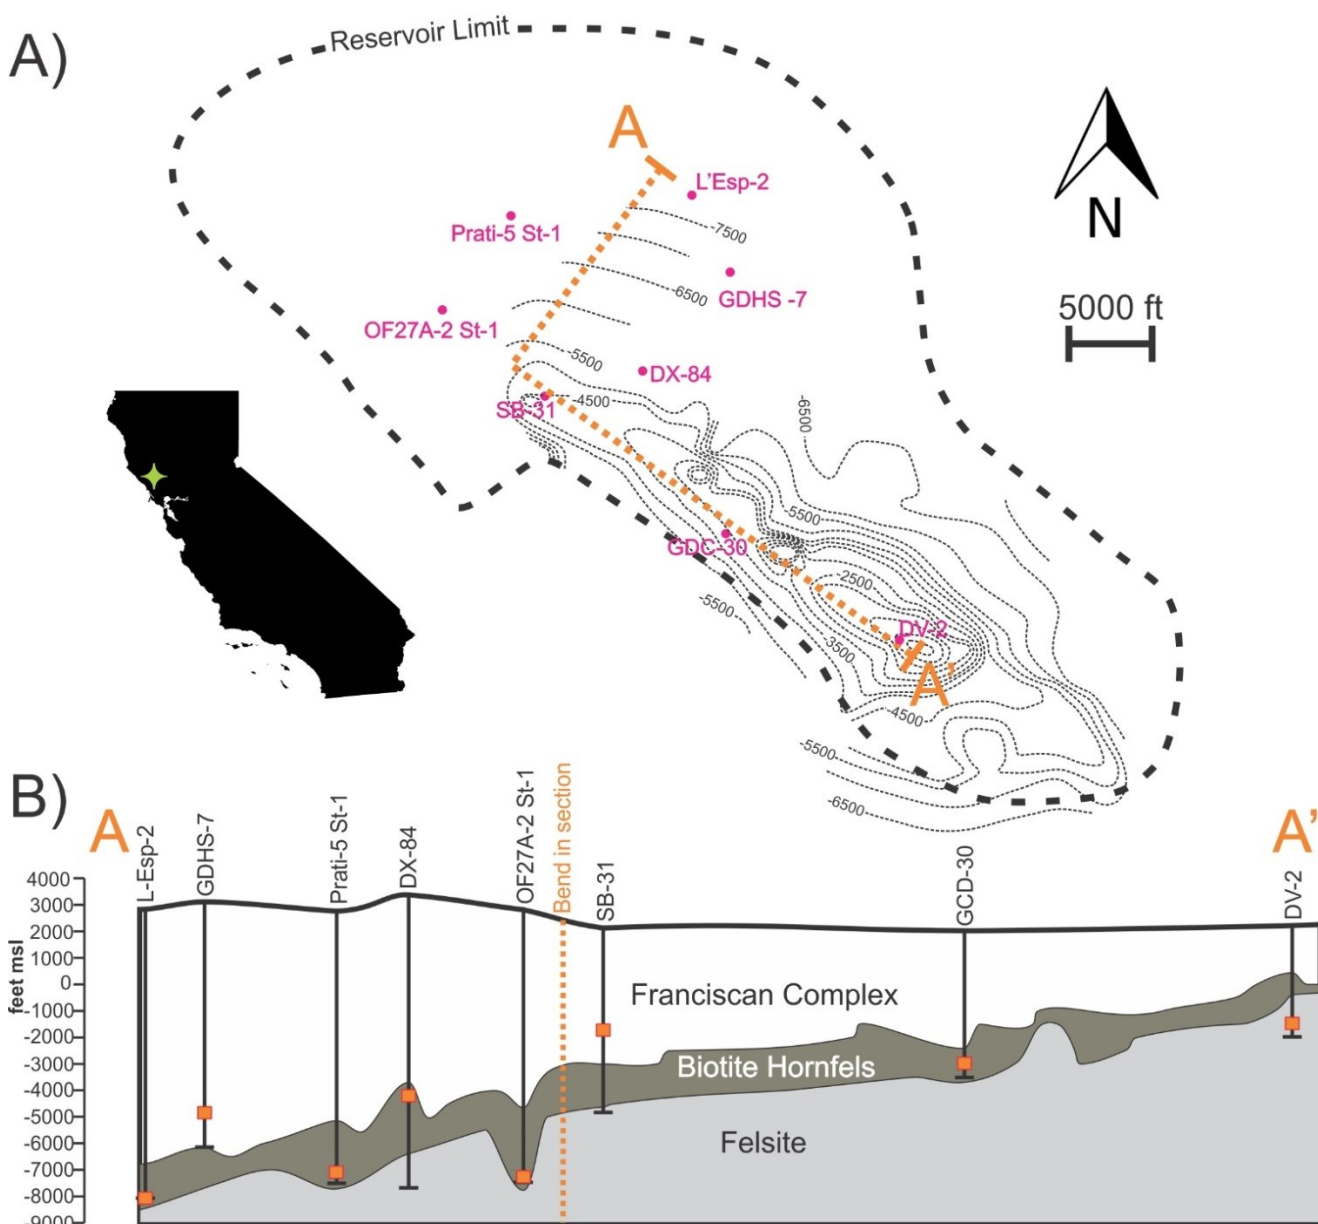 A)
Reservoir Limit
A
L'Esp-2
Prati-5 St-1
-7500
GDHS -7
-6500
OF27A-2 St-1
N
5000 ft
-5500
DX-84
SB-31
-4500
-6500
-5500
GDC-30
-2500
-5500
DV-2
-3500
A'
-4500
-5500
-6500
B)
A
A'
L-Esp-2
GDHS-7
Prati-5 St-1
DX-84
OF27A-2 St-1
Bend in section
SB-31
GCD-30
DV-2
feet msl
4000
3000
2000
1000
0
-1000
-2000
-3000
-4000
-5000
-6000
-7000
-8000
-9000
Franciscan Complex
Biotite Hornfels
Felsite